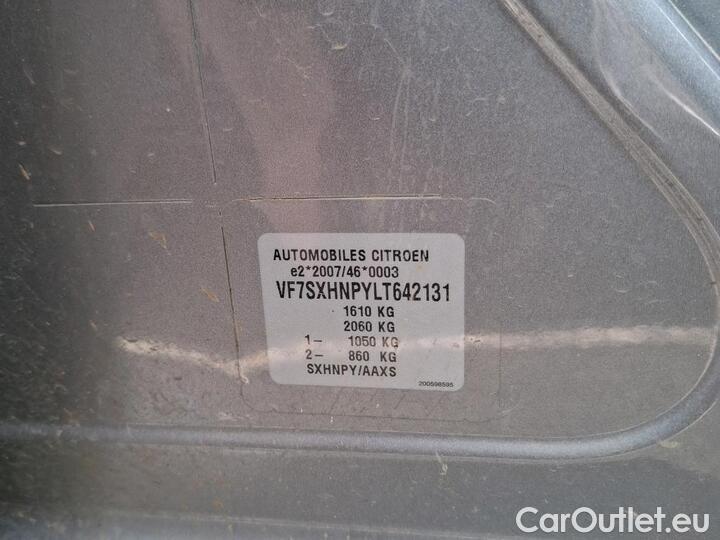 AUTOMOBILES CITROEN
e2*2007/46*0003
VF7SXHNPYLT642131
1610 KG
2060 KG
1- 1050 KG
2- 860 KG
SXHNPY/AAXS
200598595
CarOutlet.eu